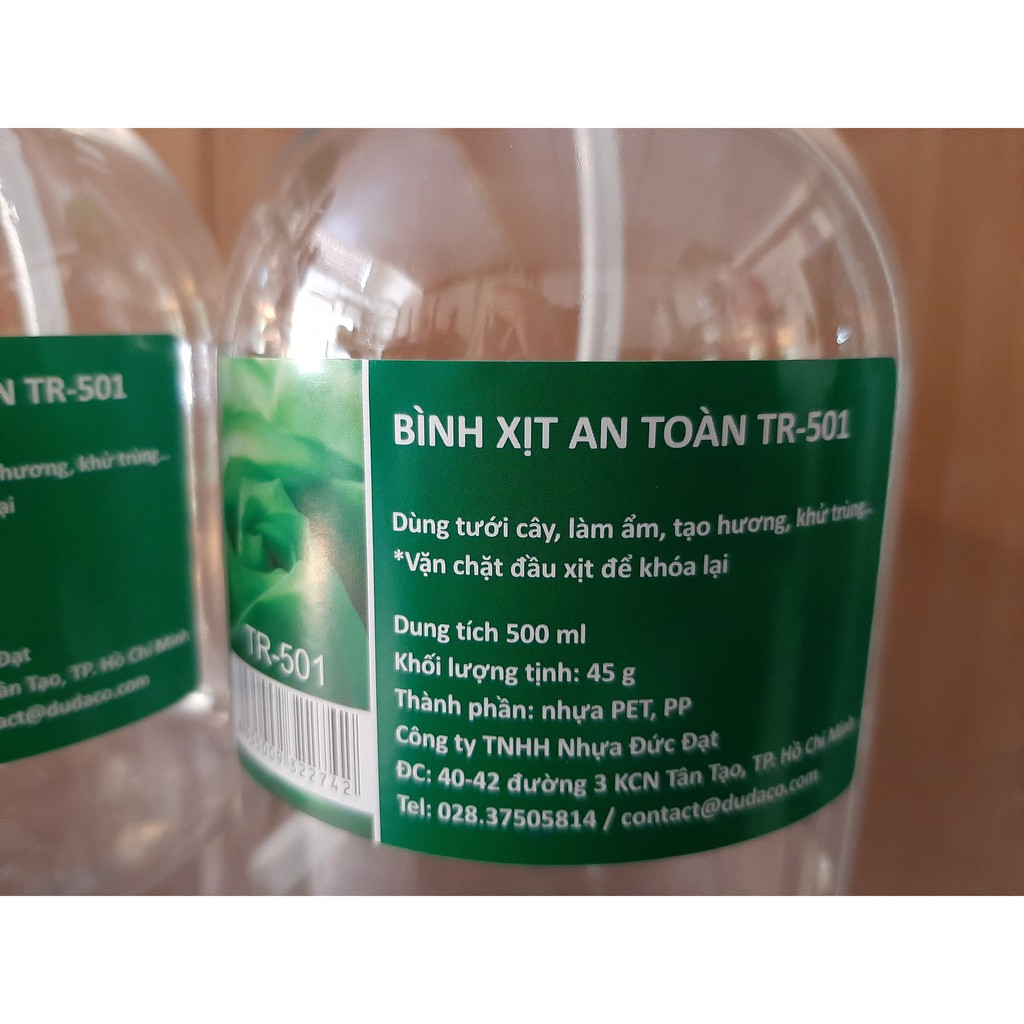 N TR-501
hương, khử trùng...
ại
Đạt
ân Tạo, TP. Hồ Chí Minh
act@dudaco.com
BÌNH XỊT AN TOÀN TR-501
Dùng tưới cây, làm ẩm, tạo hương, khử trùng...
*Vặn chặt đầu xịt để khóa lại
Dung tích 500 ml
Khối lượng tịnh: 45 g
Thành phần: nhựa PET, PP
Công ty TNHH Nhựa Đức Đạt
ĐC: 40-42 đường 3 KCN Tân Tạo, TP. Hồ Chí Minh
Tel: 028.37505814 / contact@dudaco.com
TR-501
322742